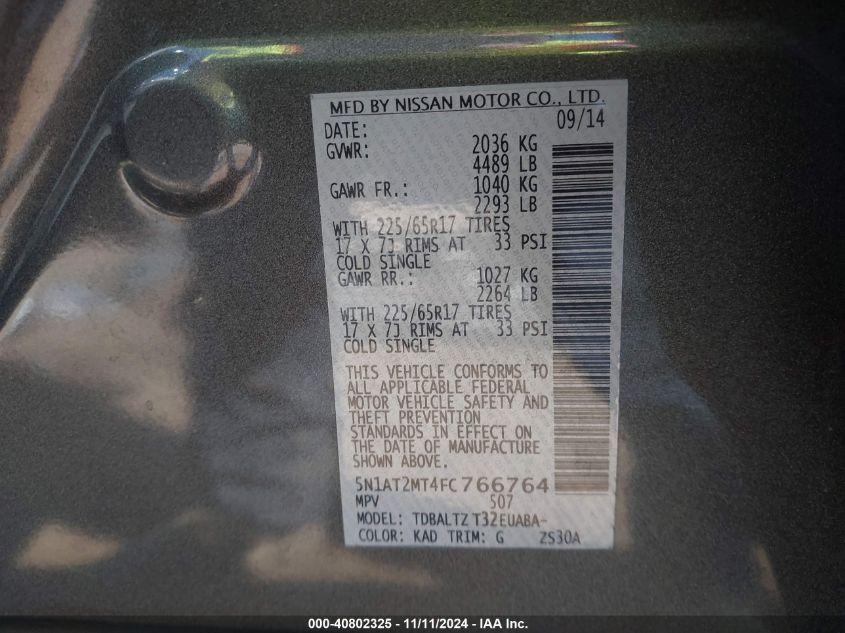 MFD BY NISSAN MOTOR CO., LTD.
DATE: 09/14
GVWR: 2036 KG
4489 LB
GAWR FR.: 1040 KG
2293 LB
WITH 225/65R17 TIRES
17 X 7J RIMS AT 33 PSI
COLD SINGLE
GAWR RR.: 1027 KG
2264 LB
WITH 225/65R17 TIRES
17 X 7J RIMS AT 33 PSI
COLD SINGLE
THIS VEHICLE CONFORMS TO
ALL APPLICABLE FEDERAL
MOTOR VEHICLE SAFETY AND
THEFT PREVENTION
STANDARDS IN EFFECT ON
THE DATE OF MANUFACTURE
SHOWN ABOVE.
5N1AT2MT4FC766764
MPV 507
MODEL: TDBALTZ T32EUABA-
COLOR: KAD TRIM: G ZS30A
000-40802325 - 11/11/2024 - IAA Inc.